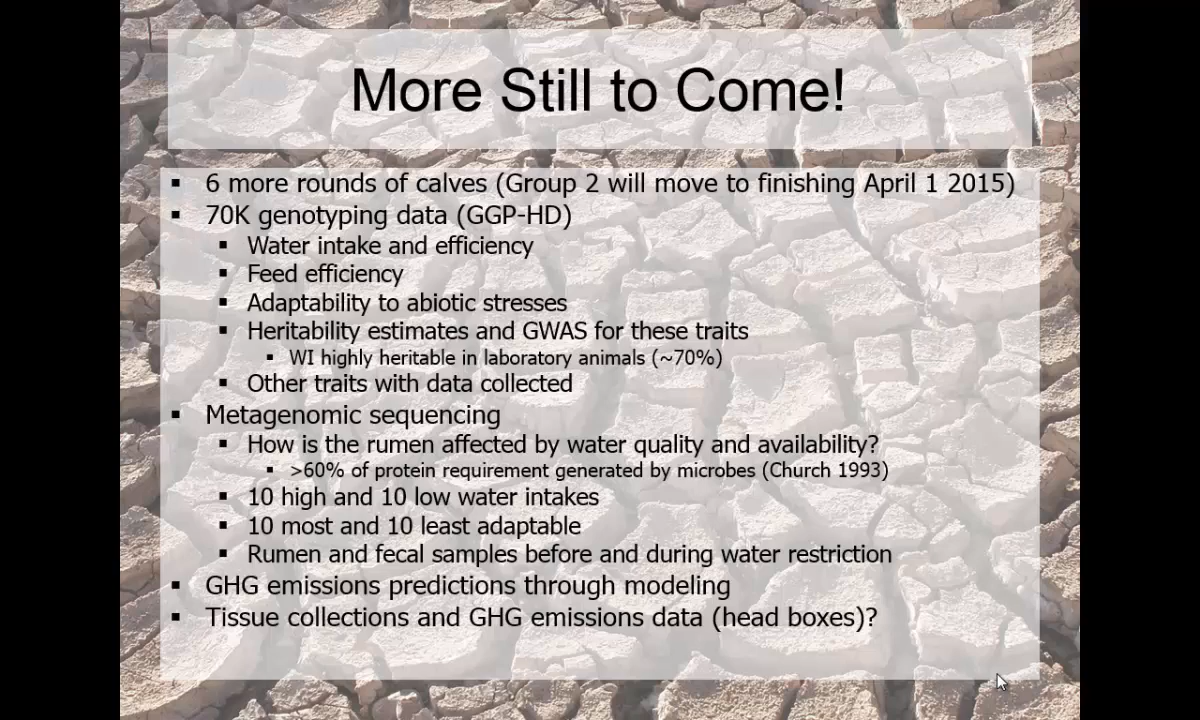 More Still to Come!
▪ 6 more rounds of calves (Group 2 will move to finishing April 1 2015)
▪ 70K genotyping data (GGP-HD)
▪ Water intake and efficiency
▪ Feed efficiency
▪ Adaptability to abiotic stresses
▪ Heritability estimates and GWAS for these traits
▪ WI highly heritable in laboratory animals (~70%)
▪ Other traits with data collected
▪ Metagenomic sequencing
▪ How is the rumen affected by water quality and availability?
▪ >60% of protein requirement generated by microbes (Church 1993)
▪ 10 high and 10 low water intakes
▪ 10 most and 10 least adaptable
▪ Rumen and fecal samples before and during water restriction
▪ GHG emissions predictions through modeling
▪ Tissue collections and GHG emissions data (head boxes)?